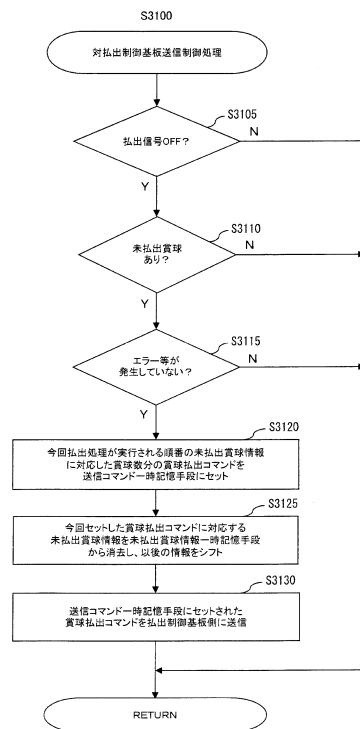 S3100
対払出制御基板送信制御処理
S3105
払出信号OFF?
N
Y
S3110
未払出賞球
あり?
N
Y
S3115
エラー等が
発生していない?
N
Y
S3120
今回払出処理が実行される順番の未払出賞球情報
に対応した賞球数分の賞球払出コマンドを
送信コマンド一時記憶手段にセット
S3125
今回セットした賞球払出コマンドに対応する
未払出賞球情報を未払出賞球情報一時記憶手段
から消去し、以後の情報をシフト
S3130
送信コマンド一時記憶手段にセットされた
賞球払出コマンドを払出制御基板側に送信
RETURN